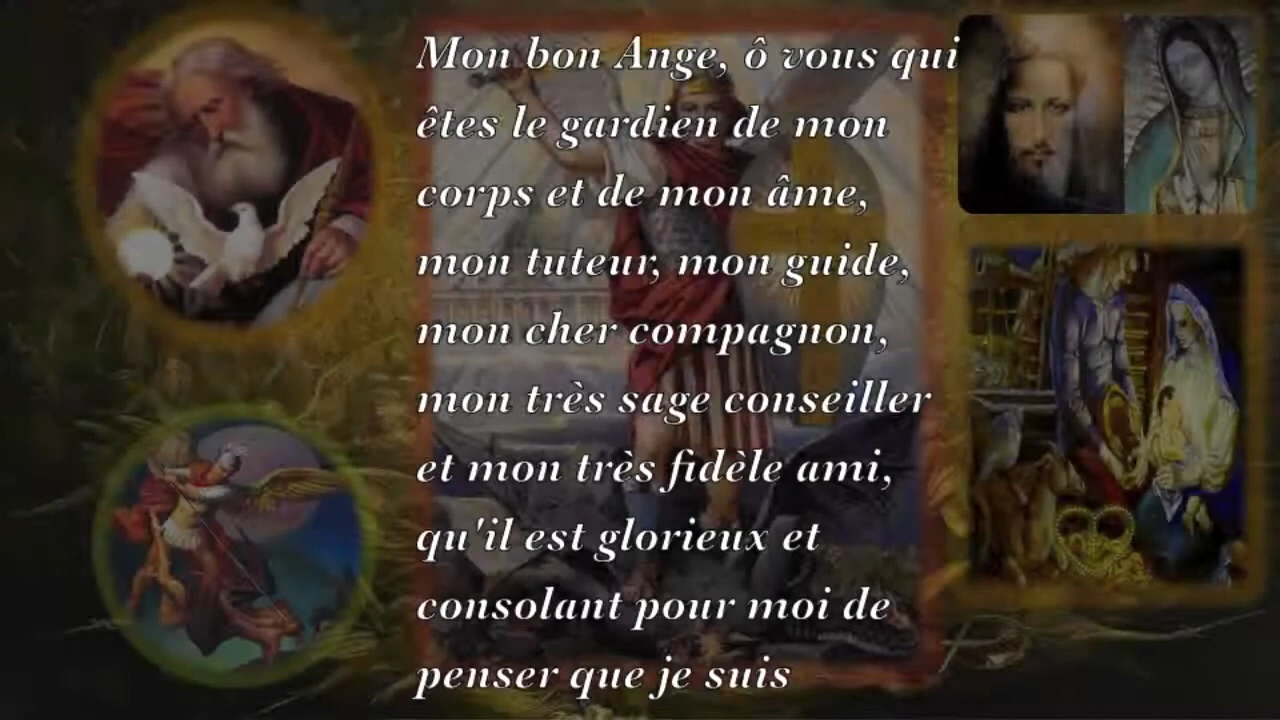 Mon bon Ange, ô vous qui
êtes le gardien de mon
corps et de mon âme,
mon tuteur, mon guide,
mon cher compagnon,
mon très sage conseiller
et mon très fidèle ami,
qu'il est glorieux et
consolant pour moi de
penser que je suis